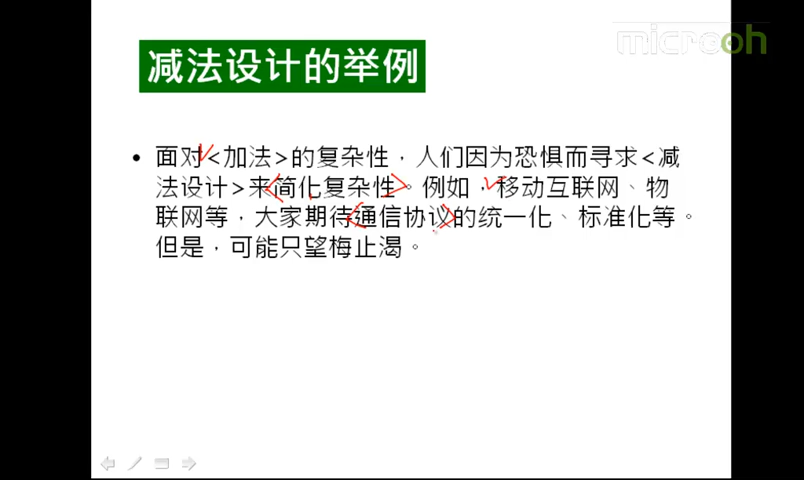 microoh
减法设计的举例
• 面对<加法>的复杂性，人们因为恐惧而寻求<减
法设计>来简化复杂性。例如，移动互联网、物
联网等，大家期待通信协议的统一化、标准化等。
但是，可能只望梅止渴。